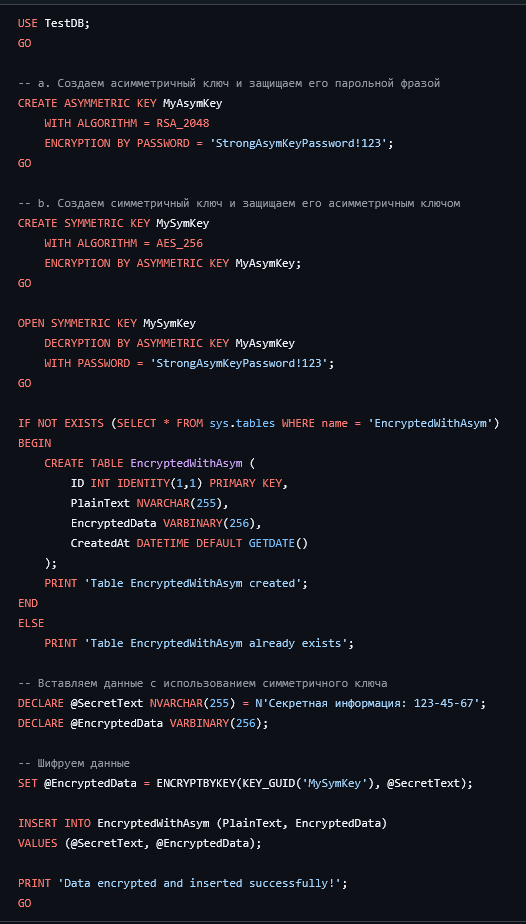 USE TestDB;
GO
-- a. Создаем асимметричный ключ и защищаем его парольной фразой
CREATE ASYMMETRIC KEY MyAsymKey
    WITH ALGORITHM = RSA_2048
    ENCRYPTION BY PASSWORD = 'StrongAsymKeyPassword!123';
GO
-- b. Создаем симметричный ключ и защищаем его асимметричным ключом
CREATE SYMMETRIC KEY MySymKey
    WITH ALGORITHM = AES_256
    ENCRYPTION BY ASYMMETRIC KEY MyAsymKey;
GO
OPEN SYMMETRIC KEY MySymKey
    DECRYPTION BY ASYMMETRIC KEY MyAsymKey
    WITH PASSWORD = 'StrongAsymKeyPassword!123';
GO
IF NOT EXISTS (SELECT * FROM sys.tables WHERE name = 'EncryptedWithAsym')
BEGIN
    CREATE TABLE EncryptedWithAsym (
        ID INT IDENTITY(1,1) PRIMARY KEY,
        PlainText NVARCHAR(255),
        EncryptedData VARBINARY(256),
        CreatedAt DATETIME DEFAULT GETDATE()
    );
    PRINT 'Table EncryptedWithAsym created';
END
ELSE
    PRINT 'Table EncryptedWithAsym already exists';
-- Вставляем данные с использованием симметричного ключа
DECLARE @SecretText NVARCHAR(255) = N'Секретная информация: 123-45-67';
DECLARE @EncryptedData VARBINARY(256);
-- Шифруем данные
SET @EncryptedData = ENCRYPTBYKEY(KEY_GUID('MySymKey'), @SecretText);
INSERT INTO EncryptedWithAsym (PlainText, EncryptedData)
VALUES (@SecretText, @EncryptedData);
PRINT 'Data encrypted and inserted successfully!';
GO